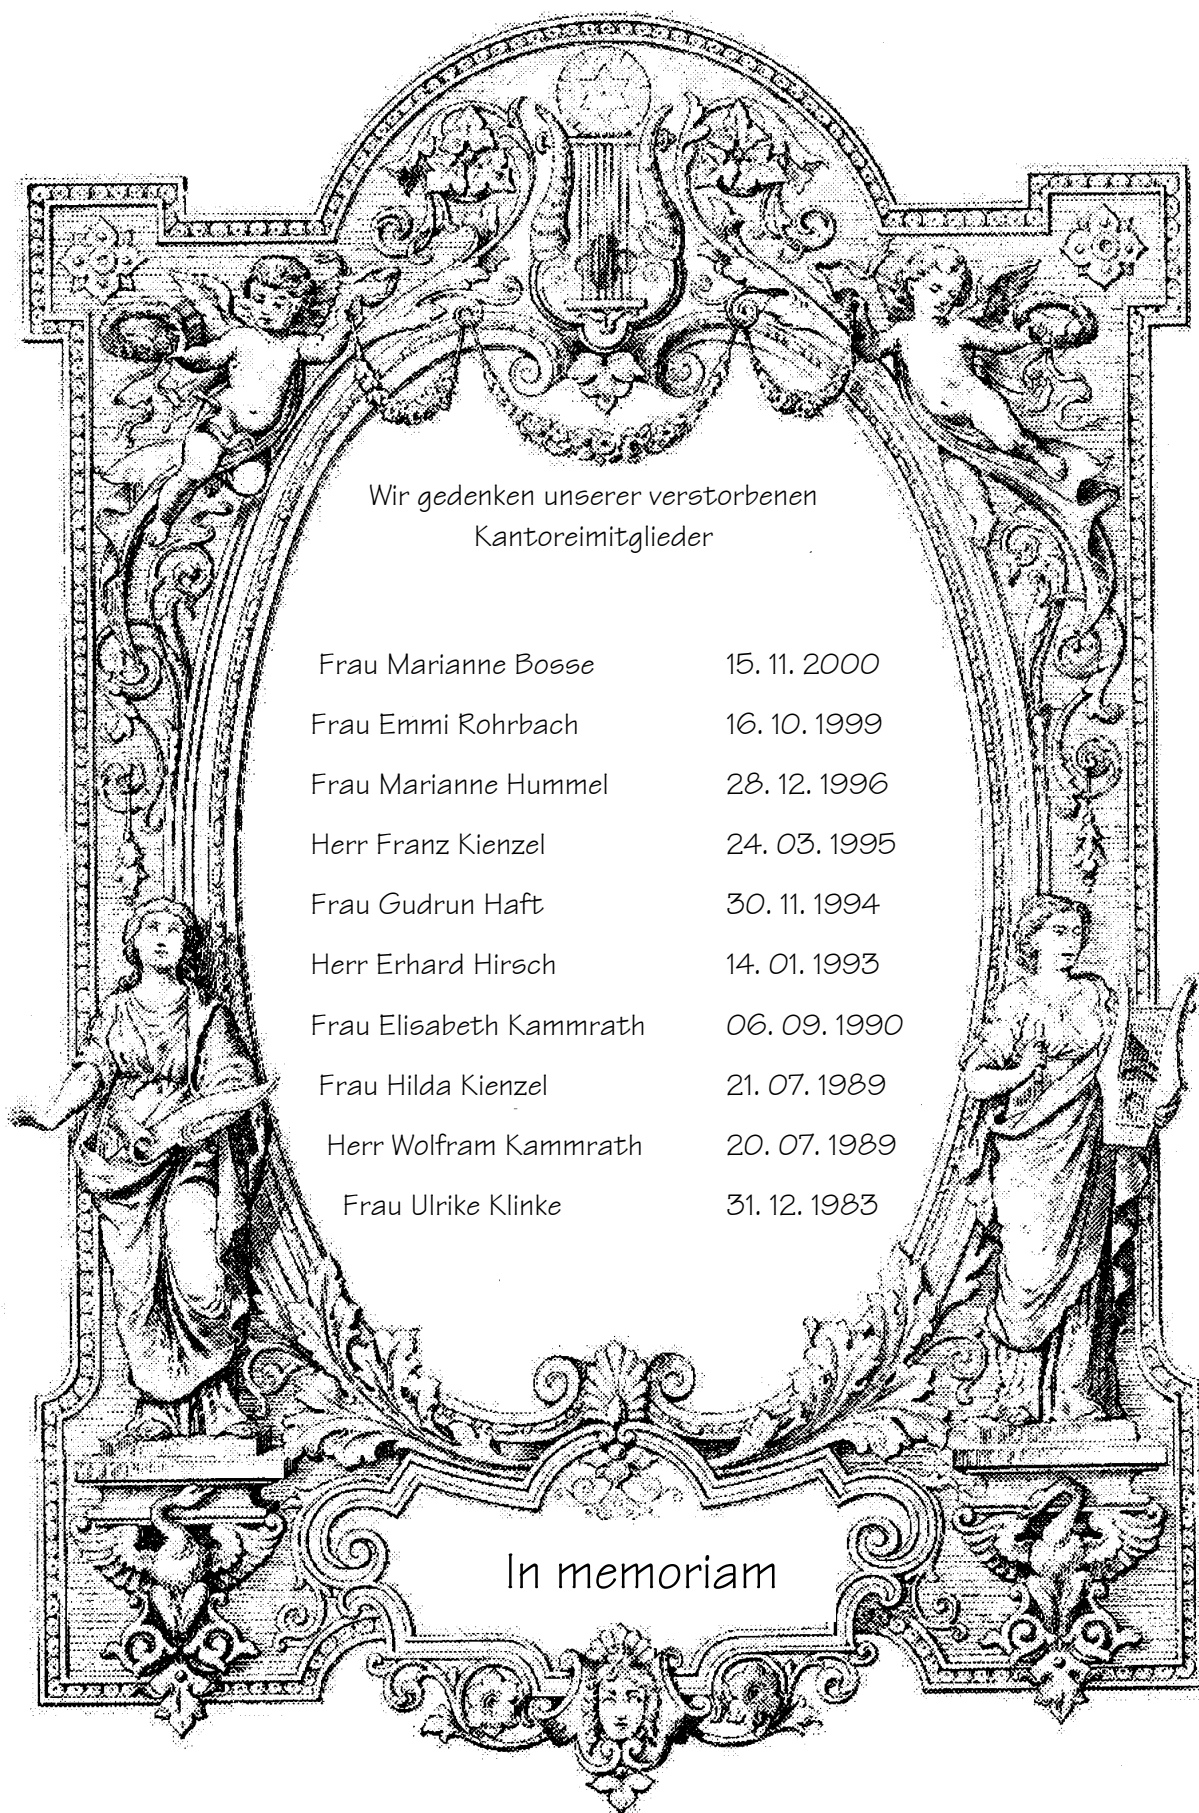 Wir gedenken unserer verstorbenen
Kantoreimitglieder
Frau Marianne Bosse 15. 11. 2000
Frau Emmi Rohrbach 16. 10. 1999
Frau Marianne Hummel 28. 12. 1996
Herr Franz Kienzel 24. 03. 1995
Frau Gudrun Haft 30. 11. 1994
Herr Erhard Hirsch 14. 01. 1993
Frau Elisabeth Kammrath 06. 09. 1990
Frau Hilda Kienzel 21. 07. 1989
Herr Wolfram Kammrath 20. 07. 1989
Frau Ulrike Klinke 31. 12. 1983
In memoriam